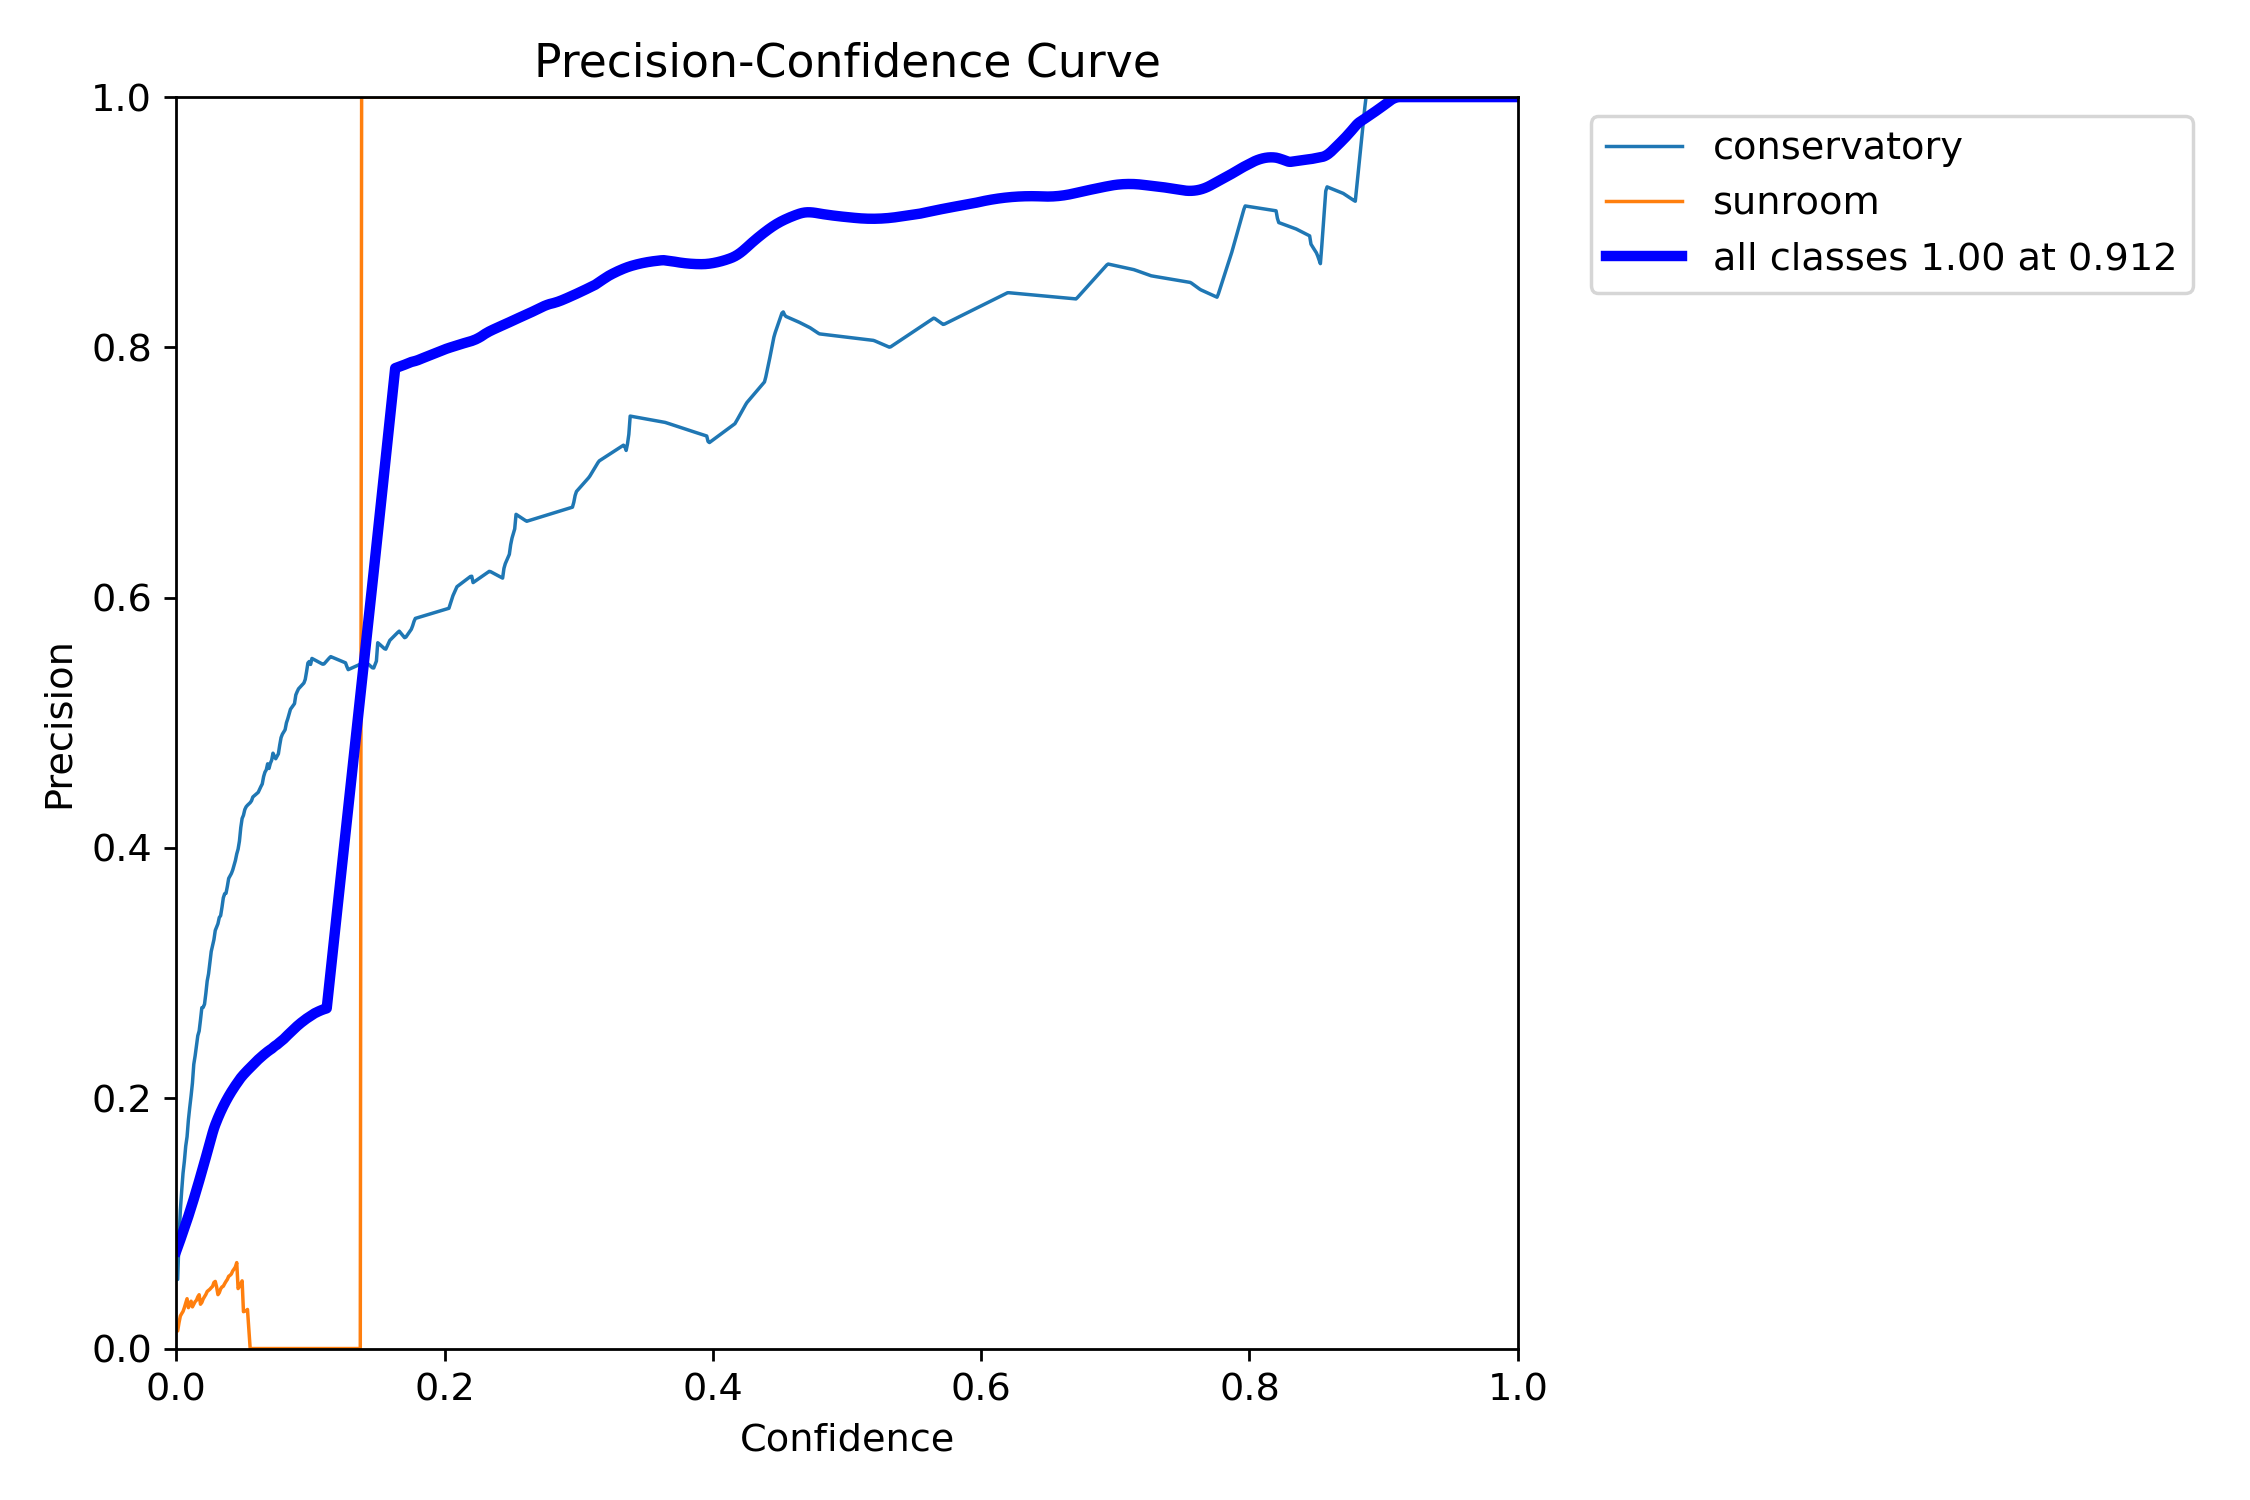 Precision-Confidence Curve
1.0
0.8
0.6
0.4
0.2
0.0
Precision
0.0 0.2 0.4 0.6 0.8 1.0
Confidence
conservatory
sunroom
all classes 1.00 at 0.912